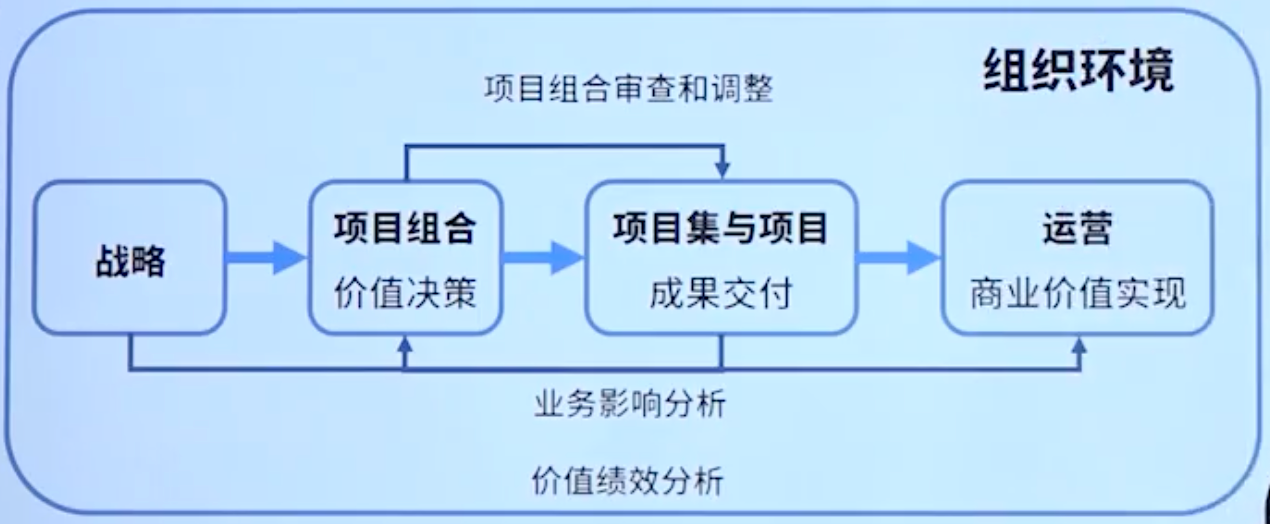 组织环境
项目组合审查和调整
战略
项目组合
价值决策
项目集与项目
成果交付
运营
商业价值实现
业务影响分析
价值绩效分析